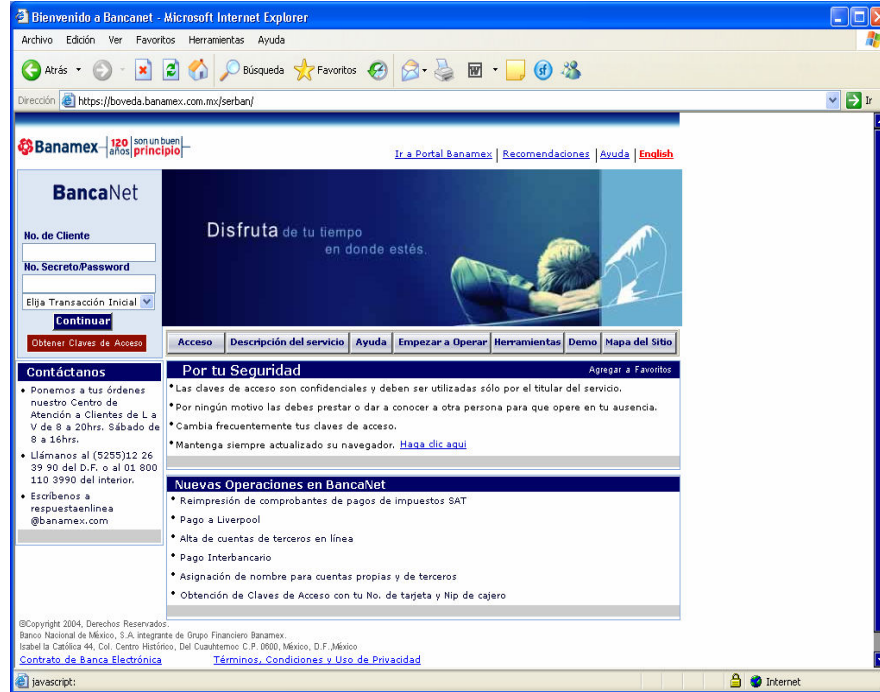 Bienvenido a Bancanet - Microsoft Internet Explorer
Archivo Edición Ver Favoritos Herramientas Ayuda
Atrás Búsqueda Favoritos
Dirección https://boveda.banamex.com.mx/serban/ Ir
Banamex 120 años son un buen principio
Ir a Portal Banamex | Recomendaciones | Ayuda | English
BancaNet
No. de Cliente
No. Secreto/Password
Elija Transacción Inicial
Continuar
Obtener Claves de Acceso
Disfruta de tu tiempo
en donde estés.
Acceso Descripción del servicio Ayuda Empezar a Operar Herramientas Demo Mapa del Sitio
Contáctanos
• Ponemos a tus órdenes
nuestro Centro de
Atención a Clientes de L a
V de 8 a 20hrs. Sábado de
8 a 16hrs.
• Llámanos al (5255)12 26
39 90 del D.F. o al 01 800
110 3990 del interior.
• Escríbenos a
respuestaenlinea
@banamex.com
Por tu Seguridad Agregar a Favoritos
• Las claves de acceso son confidenciales y deben ser utilizadas sólo por el titular del servicio.
• Por ningún motivo las debes prestar o dar a conocer a otra persona para que opere en tu ausencia.
• Cambia frecuentemente tus claves de acceso.
• Mantenga siempre actualizado su navegador. Haga clic aqui
Nuevas Operaciones en BancaNet
• Reimpresión de comprobantes de pagos de impuestos SAT
• Pago a Liverpool
• Alta de cuentas de terceros en línea
• Pago Interbancario
• Asignación de nombre para cuentas propias y de terceros
• Obtención de Claves de Acceso con tu No. de tarjeta y Nip de cajero
©Copyright 2004, Derechos Reservados.
Banco Nacional de México, S.A. integrante de Grupo Financiero Banamex.
Isabel la Católica 44, Col. Centro Histórico, Del Cuauhtemoc C.P. 0600, México, D.F.,México
Contrato de Banca Electrónica Términos, Condiciones y Uso de Privacidad
javascript: Internet